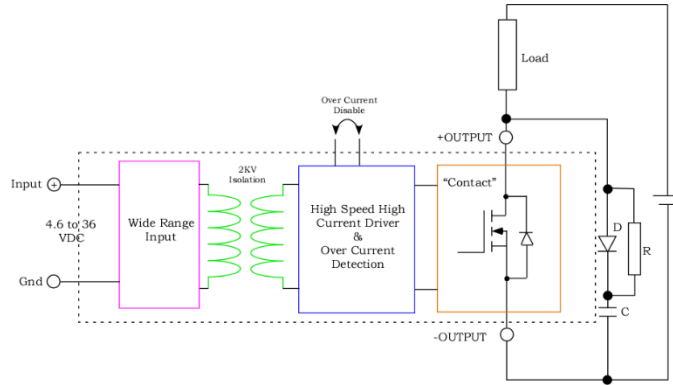 Load
Over Current
Disable
+OUTPUT
2KV
Isolation
Input
+
4.6 to 36
VDC
Wide Range
Input
High Speed High
Current Driver
&
Over Current
Detection
"Contact"
D
R
C
Gnd
-OUTPUT